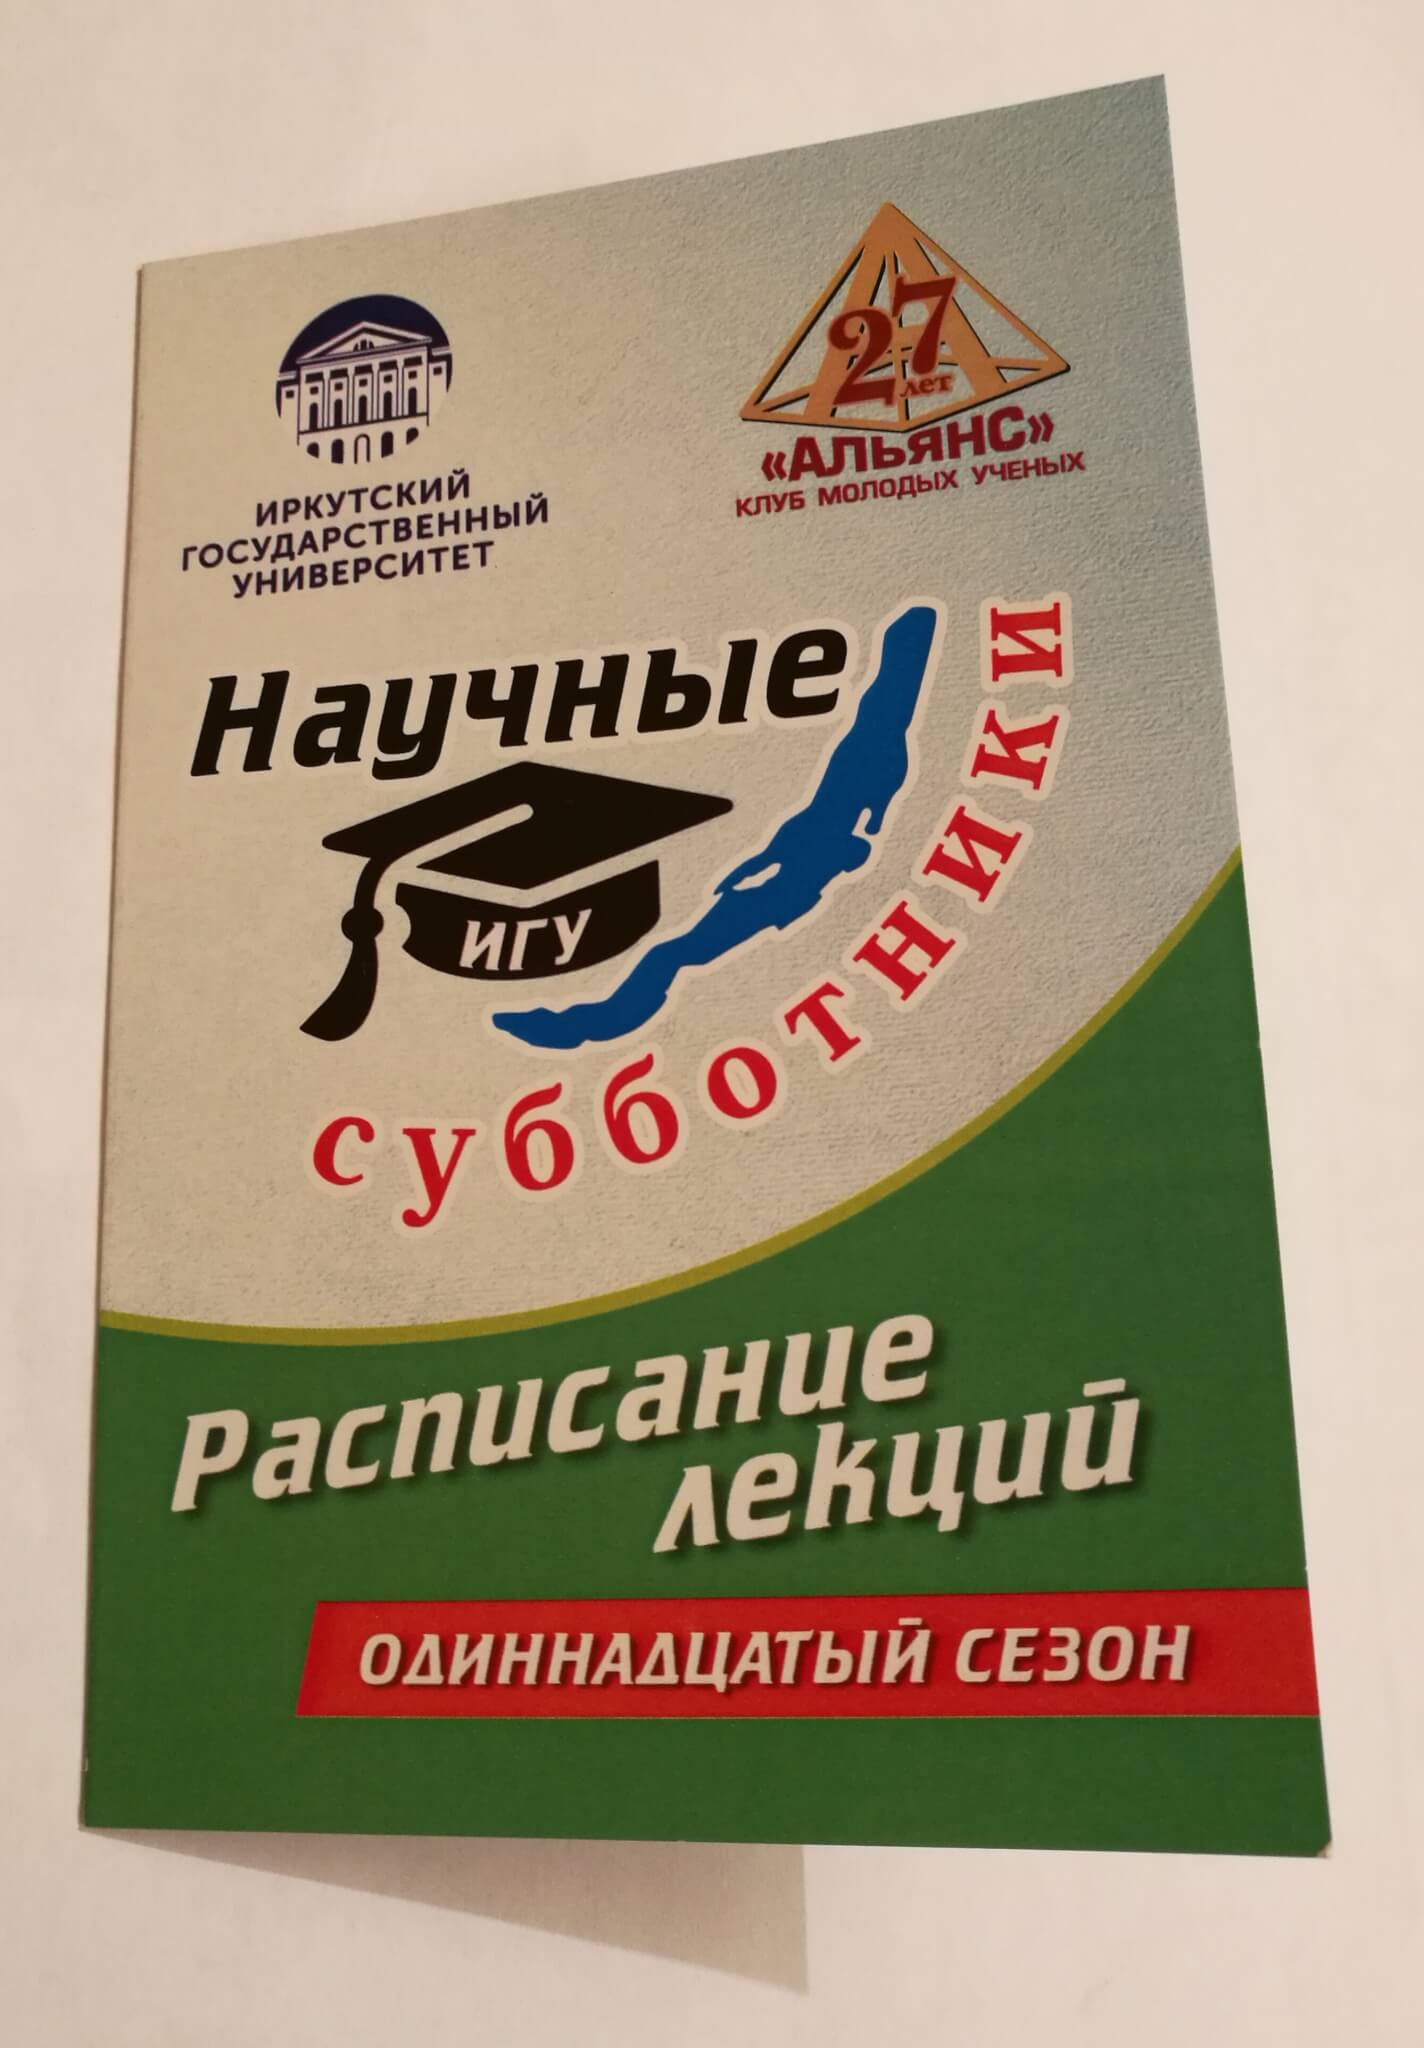 ИРКУТСКИЙ
ГОСУДАРСТВЕННЫЙ
УНИВЕРСИТЕТ
27
лет
«АЛЬЯНС»
КЛУБ МОЛОДЫХ УЧЕНЫХ
Научные
ИГУ
субботники
Расписание
лекций
ОДИННАДЦАТЫЙ СЕЗОН